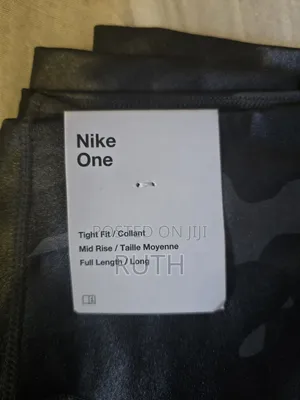 Nike
One
POSTED ON JIJI
Tight Fit / Collant
Mid Rise / Taille Moyenne
RUTH
Full Length / Long